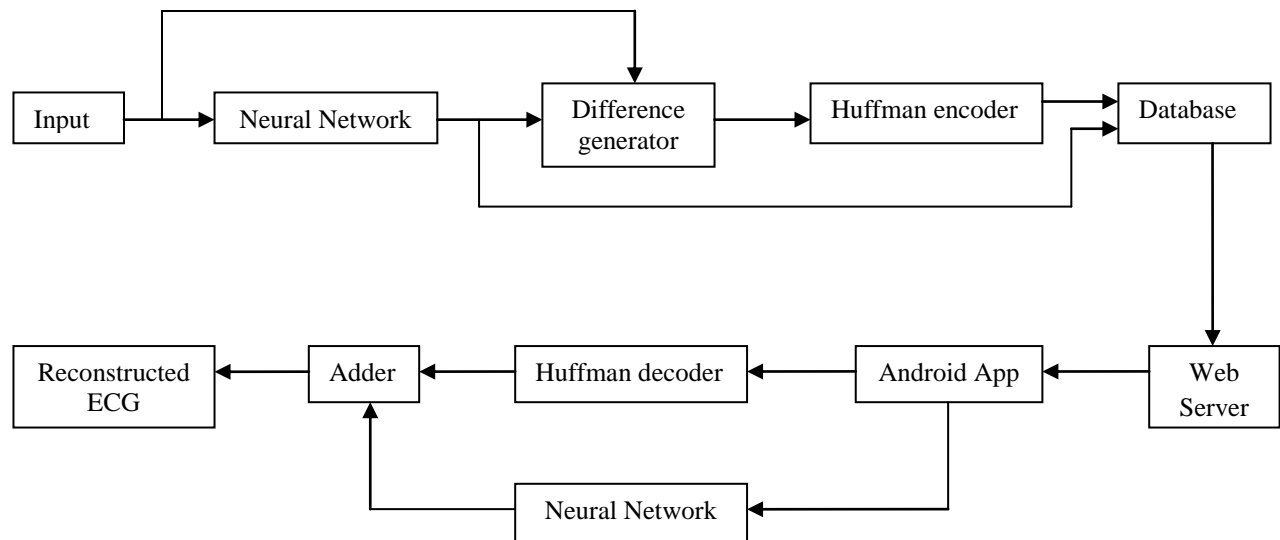 Input
Neural Network
Difference
generator
Huffman encoder
Database
Reconstructed
ECG
Adder
Huffman decoder
Android App
Web
Server
Neural Network